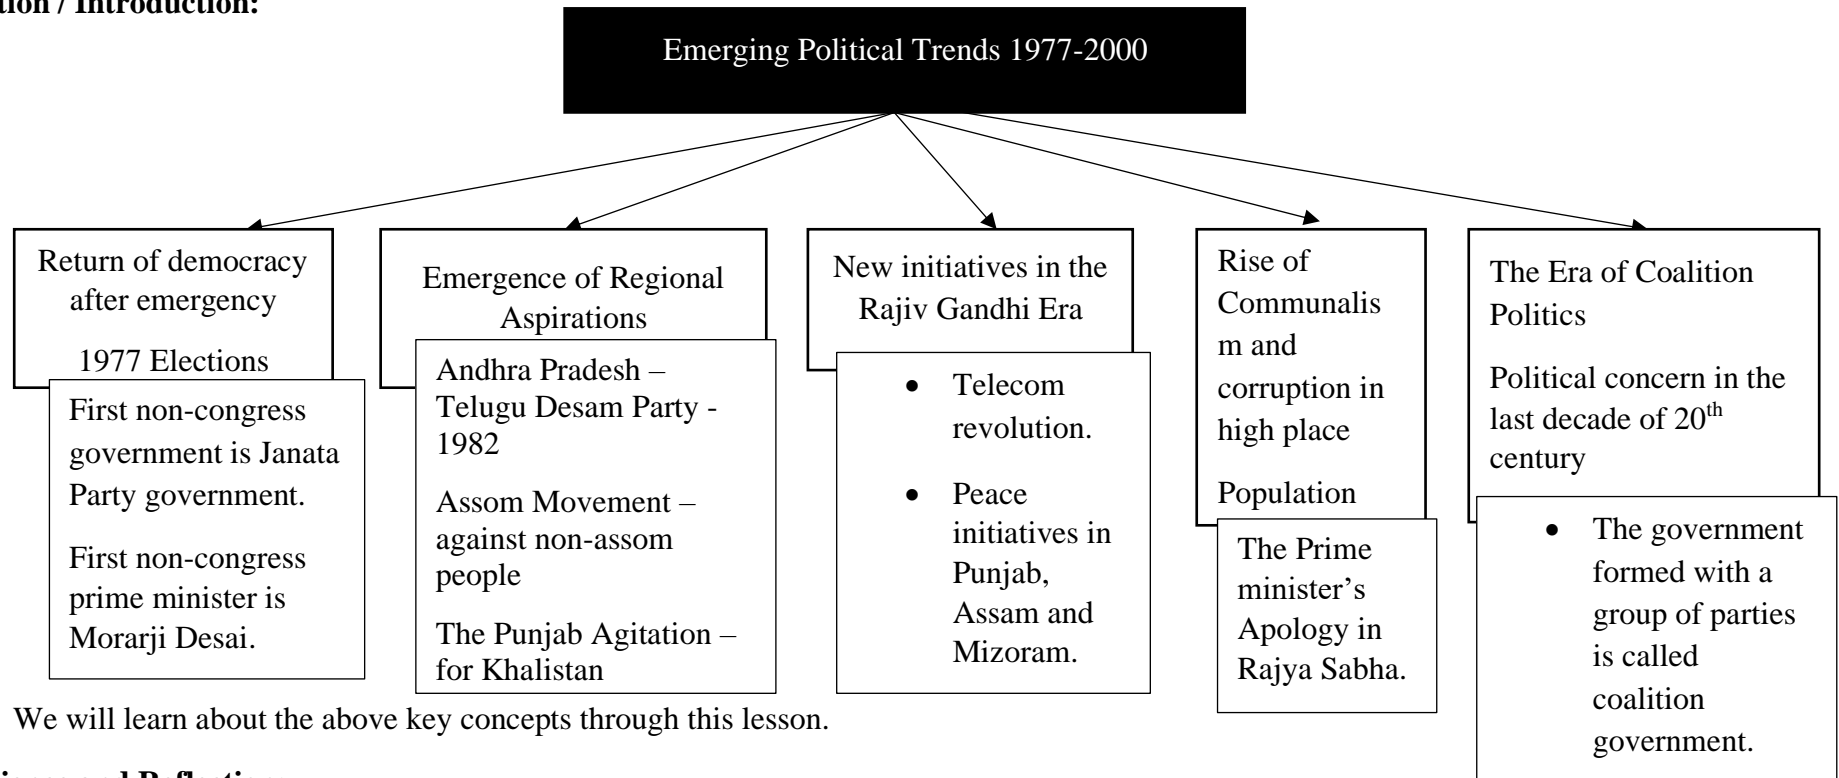 tion / Introduction:
Emerging Political Trends 1977-2000
Return of democracy
after emergency
1977 Elections
First non-congress
government is Janata
Party government.
First non-congress
prime minister is
Morarji Desai.
Emergence of Regional
Aspirations
Andhra Pradesh –
Telugu Desam Party -
1982
Assom Movement –
against non-assom
people
The Punjab Agitation –
for Khalistan
New initiatives in the
Rajiv Gandhi Era
• Telecom
revolution.
• Peace
initiatives in
Punjab,
Assam and
Mizoram.
Rise of
Communalis
m and
corruption in
high place
Population
The Prime
minister’s
Apology in
Rajya Sabha.
The Era of Coalition
Politics
Political concern in the
last decade of 20th
century
• The government
formed with a
group of parties
is called
coalition
government.
We will learn about the above key concepts through this lesson.